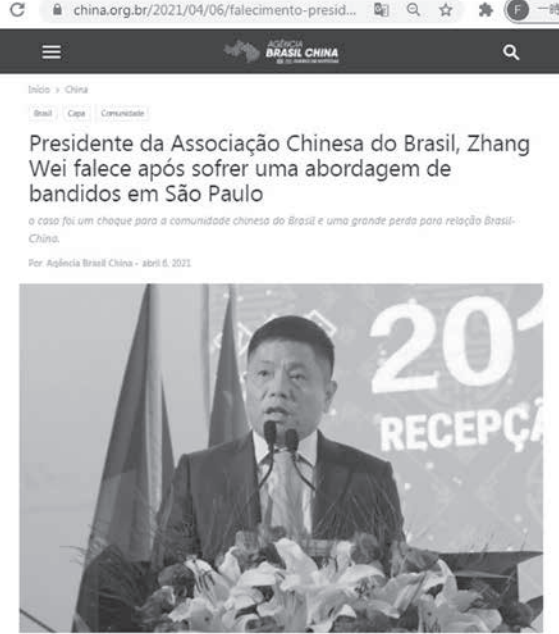 china.org.br/2021/04/06/falecimento-presid...
F
AGÊNCIA
BRASIL CHINA
Início > China
Brasil Capa Comunidade
Presidente da Associação Chinesa do Brasil, Zhang
Wei falece após sofrer uma abordagem de
bandidos em São Paulo
o caso foi um choque para a comunidade chinesa do Brasil e uma grande perda para relação Brasil-
China.
Por Agência Brasil China - abril 6, 2021
201
RECEPÇÃ